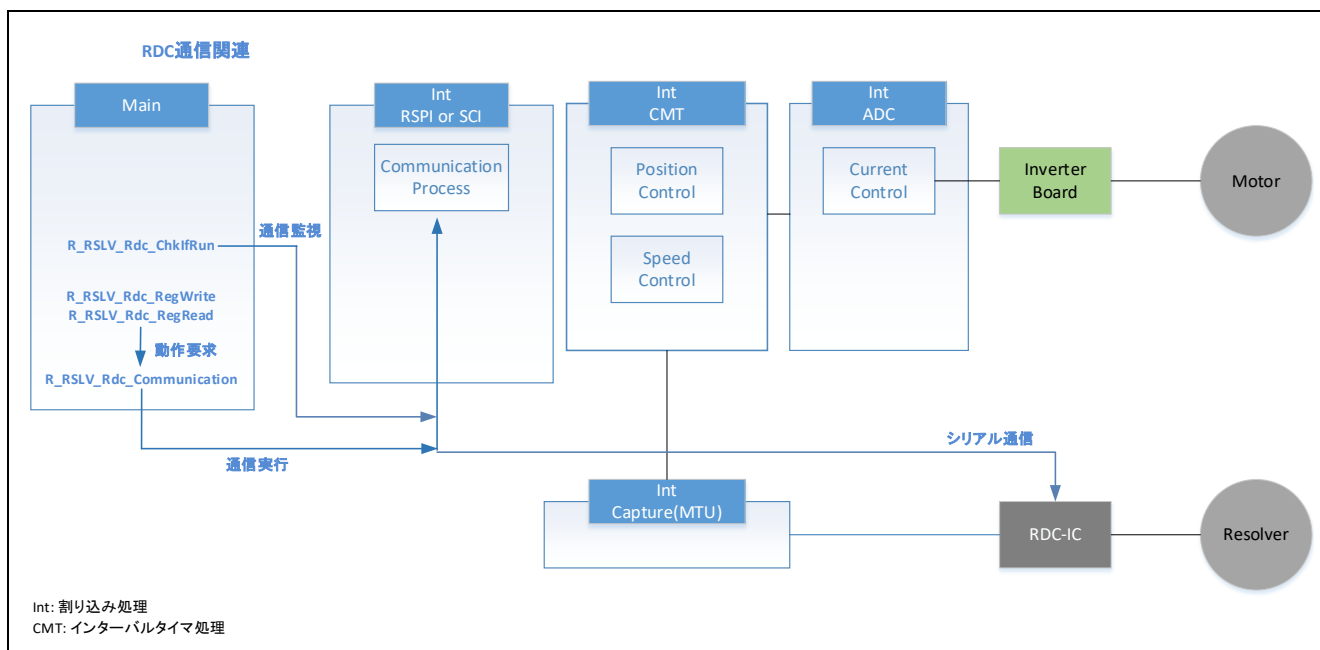 RDC通信関連
Main
Int
RSPI or SCI
Int
CMT
Int
ADC
Communication
Process
Position
Control
Current
Control
Inverter
Board
Motor
通信監視
R_RSLV_Rdc_ChkIfRun
Speed
Control
R_RSLV_Rdc_RegWrite
R_RSLV_Rdc_RegRead
動作要求
R_RSLV_Rdc_Communication
通信実行
シリアル通信
Int
Capture(MTU)
RDC-IC
Resolver
Int: 割り込み処理
CMT: インターバルタイマ処理